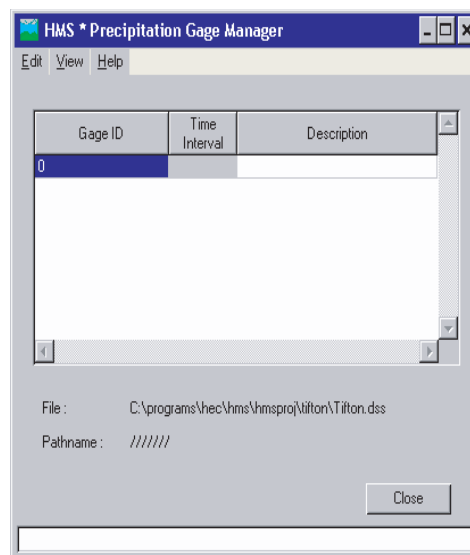 HMS * Precipitation Gage Manager
Edit View Help
Gage ID
Time
Interval
Description
0
File : C:\programs\hec\hms\hmsproj\tifton\Tifton.dss
Pathname : ///////
Close